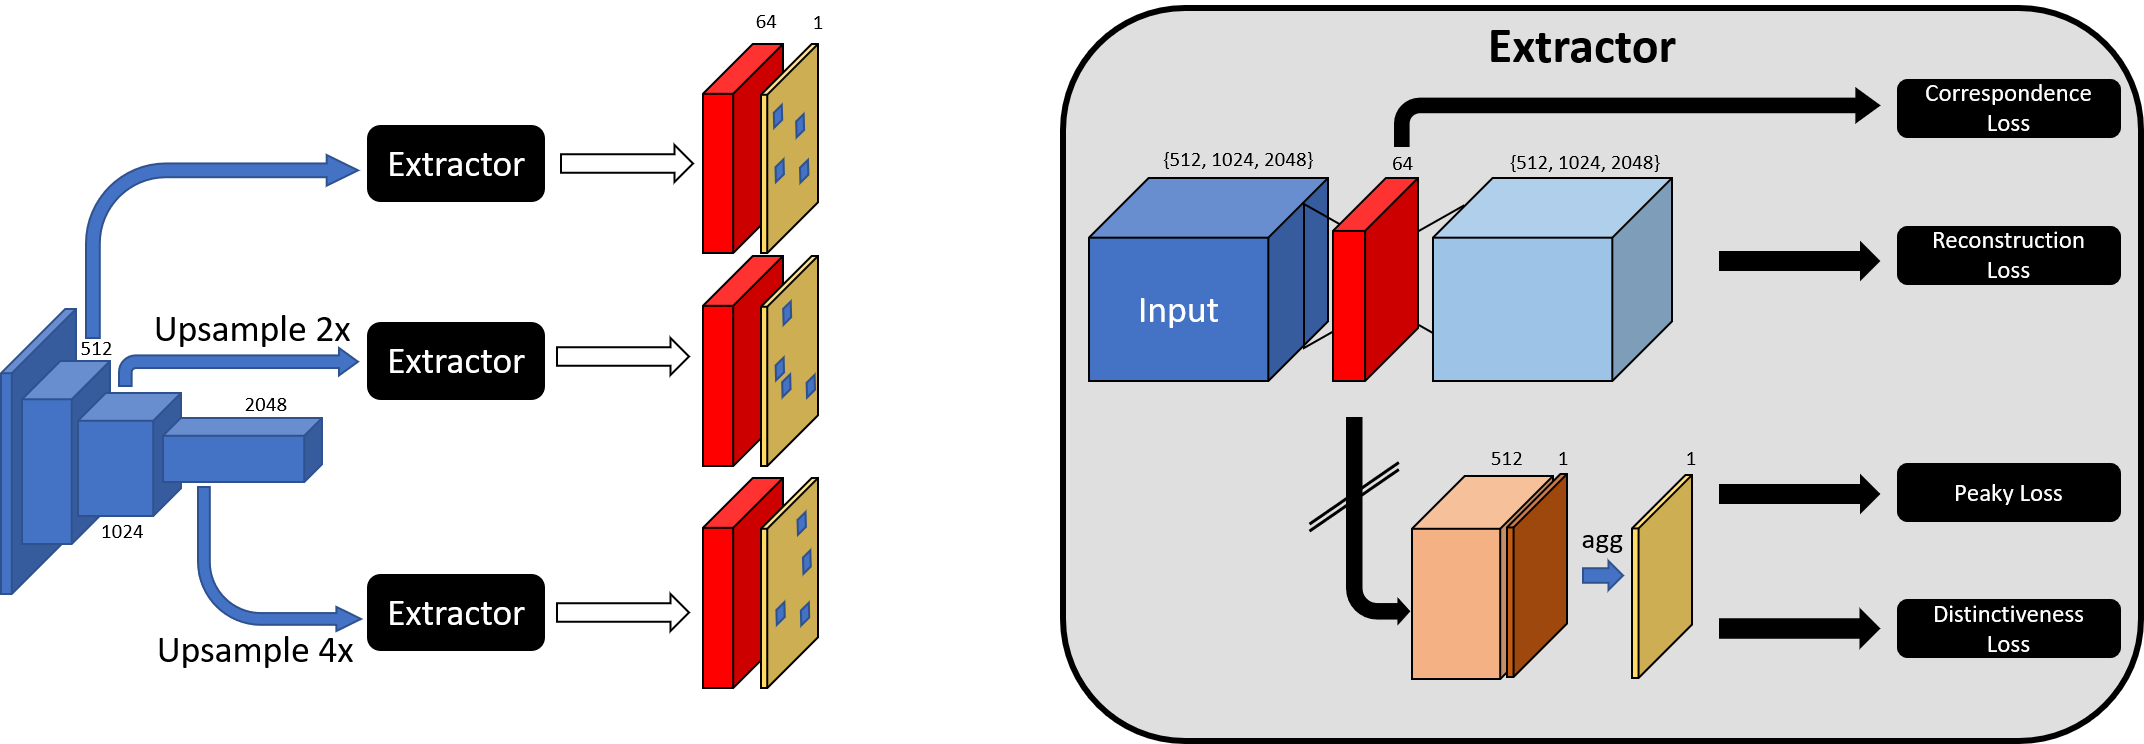 64
1
Extractor
512
Upsample 2x
Extractor
2048
1024
Upsample 4x
Extractor
Extractor
Correspondence
Loss
{512, 1024, 2048}
64
{512, 1024, 2048}
Input
Reconstruction
Loss
512
1
1
agg
Peaky Loss
Distinctiveness
Loss